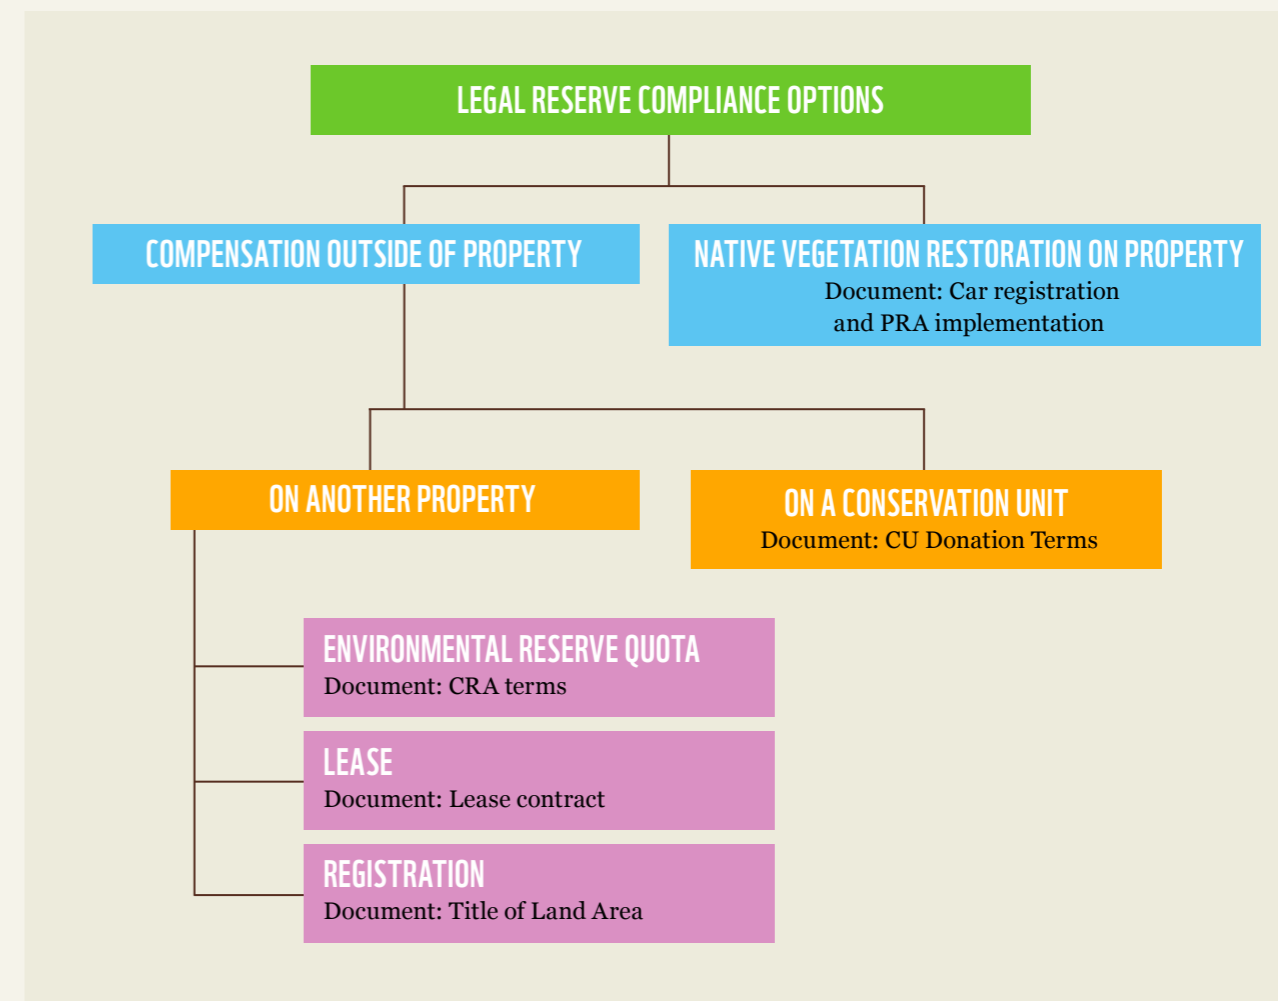 LEGAL RESERVE COMPLIANCE OPTIONS
COMPENSATION OUTSIDE OF PROPERTY
NATIVE VEGETATION RESTORATION ON PROPERTY
Document: Car registration
and PRA implementation
ON ANOTHER PROPERTY
ON A CONSERVATION UNIT
Document: CU Donation Terms
ENVIRONMENTAL RESERVE QUOTA
Document: CRA terms
LEASE
Document: Lease contract
REGISTRATION
Document: Title of Land Area